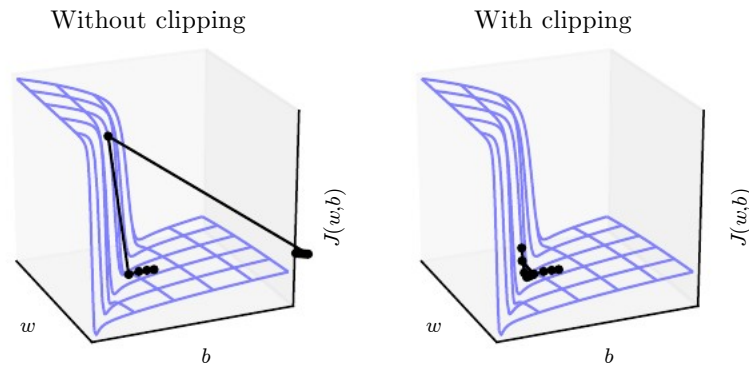 Without clipping
With clipping
J(w,b)
J(w,b)
w
w
b
b